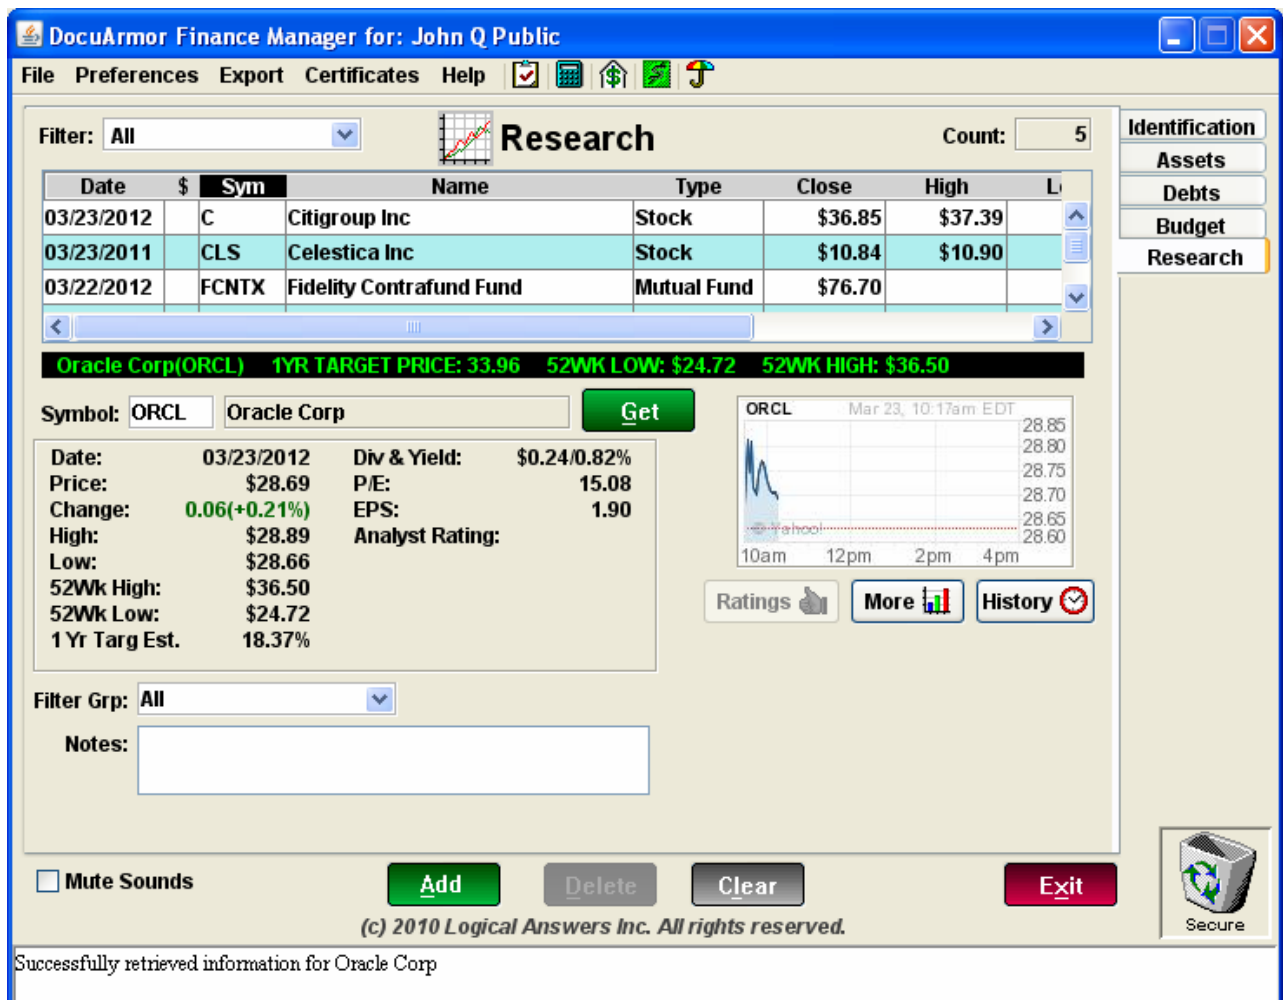 DocuArmor Finance Manager for: John Q Public
File Preferences Export Certificates Help
Filter: All Research Count: 5
Identification
Assets
Debts
Budget
Research
Date $ Sym Name Type Close High
03/23/2012 C Citigroup Inc Stock $36.85 $37.39
03/23/2011 CLS Celestica Inc Stock $10.84 $10.90
03/22/2012 FCNTX Fidelity Contrafund Fund Mutual Fund $76.70
Oracle Corp(ORCL) 1YR TARGET PRICE: 33.96 52WK LOW: $24.72 52WK HIGH: $36.50
Symbol: ORCL Oracle Corp Get
Date: 03/23/2012 Div & Yield: $0.24/0.82%
Price: $28.69 P/E: 15.08
Change: 0.06(+0.21%) EPS: 1.90
High: $28.89 Analyst Rating:
Low: $28.66
52Wk High: $36.50
52Wk Low: $24.72
1 Yr Targ Est. 18.37%
ORCL Mar 23, 10:17am EDT
28.85
28.80
28.75
28.70
28.65
28.60
© Yahoo!
10am 12pm 2pm 4pm
Ratings More History
Filter Grp: All
Notes:
Mute Sounds Add Delete Clear Exit
Secure
(c) 2010 Logical Answers Inc. All rights reserved.
Successfully retrieved information for Oracle Corp